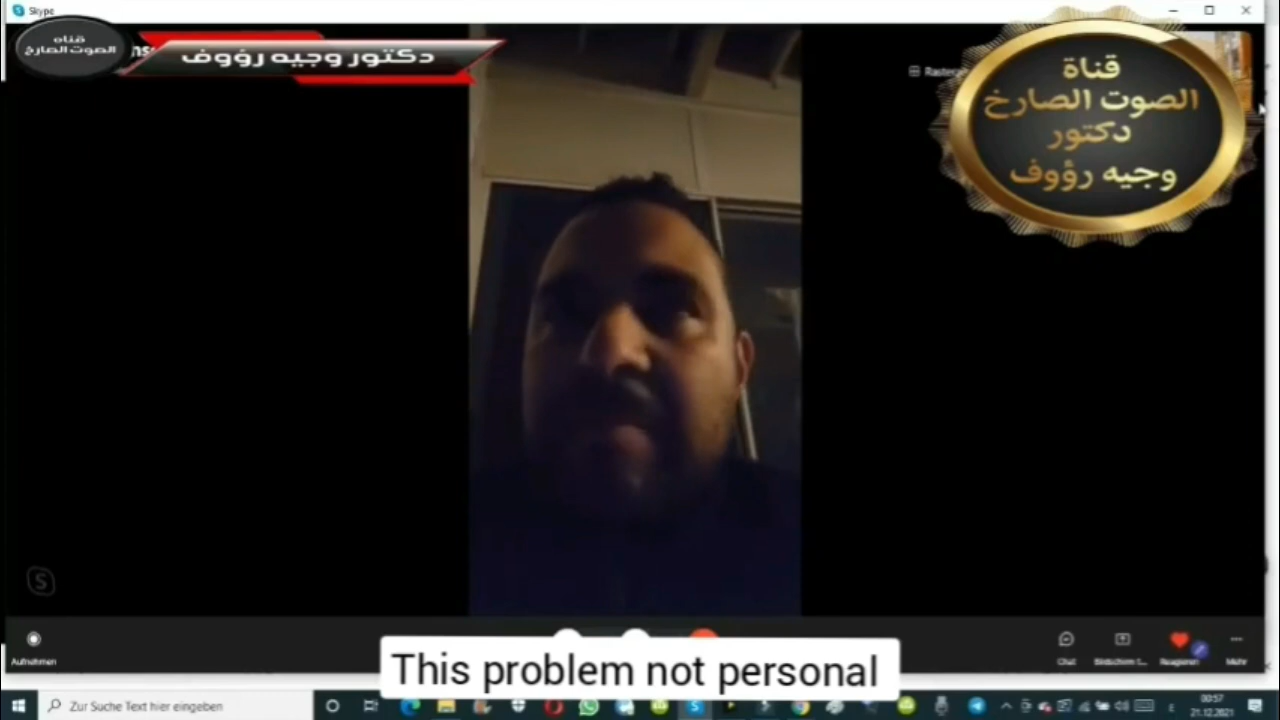 Skype
قناة
الصوت الصارخ
دكتور وجيه رؤوف
قناة
الصوت الصارخ
دكتور
وجيه رؤوف
Aufnehmen
Chat
Reagieren
Mehr
This problem not personal
Zur Suche Text hier eingeben
00:57
21.12.2021